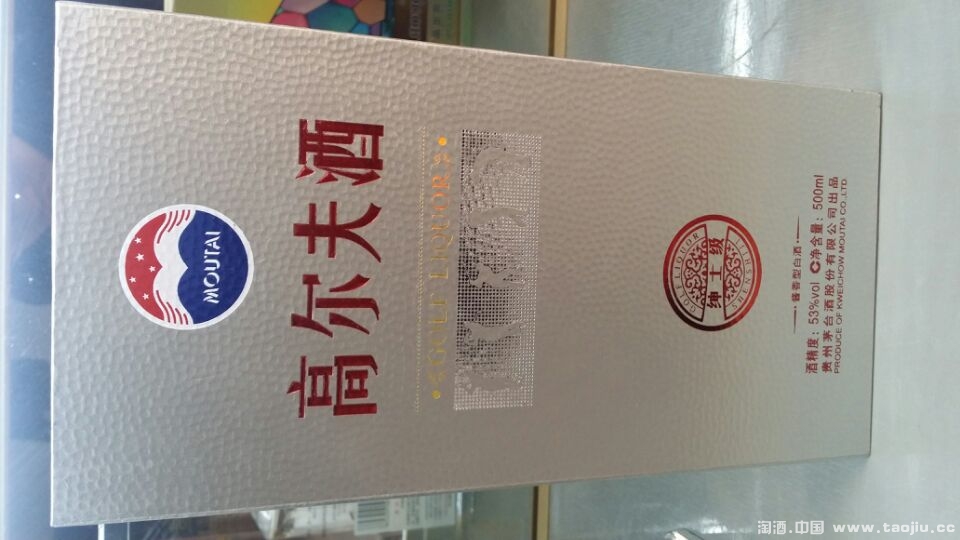 MOUTAI
高尔夫酒
GOLF LIQUOR
GOLF LIQUOR
绅士级
酱香型白酒
酒精度：53%vol 净含量：500ml
贵州茅台酒股份有限公司出品
PRODUCE OF KWEICHOW MOUTAI CO.,LTD.
淘酒.中国 www.taojiu.cc